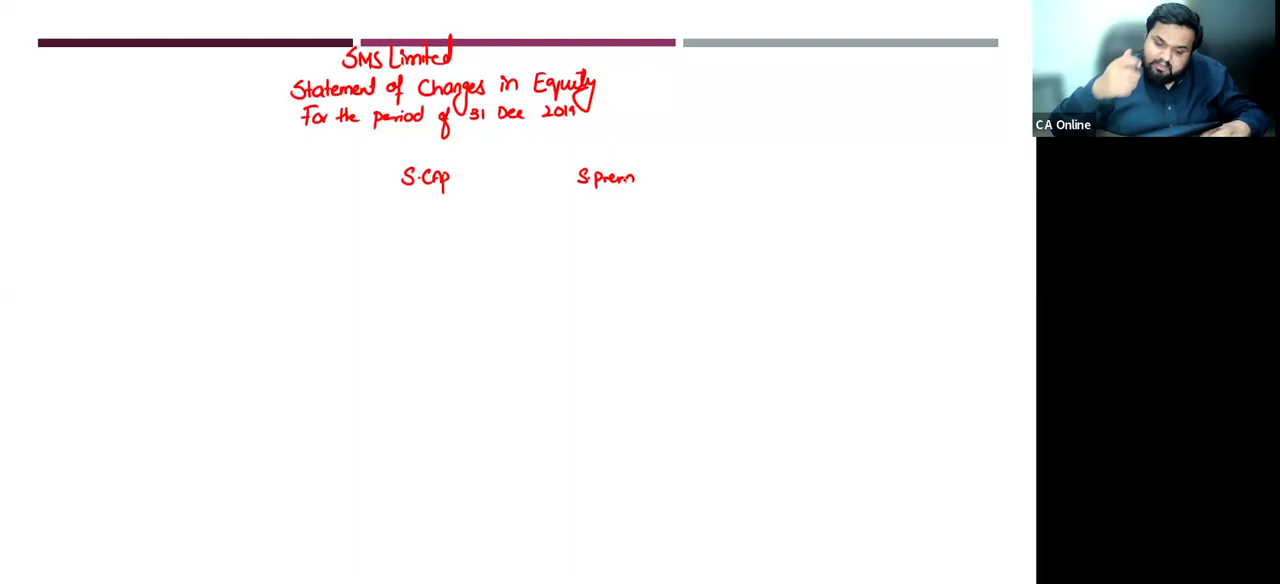 SMS Limited
Statement of Changes in Equity
For the period of 31 Dec 2019
S.CAP S.prem
CA Online